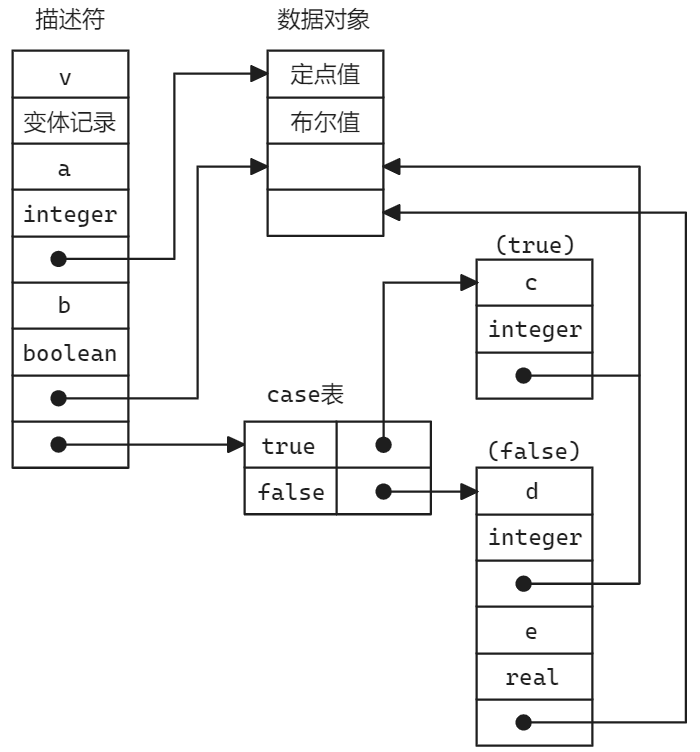 描述符
v
变体记录
a
integer
b
boolean
数据对象
定点值
布尔值
case表
true
false
(true)
c
integer
(false)
d
integer
e
real